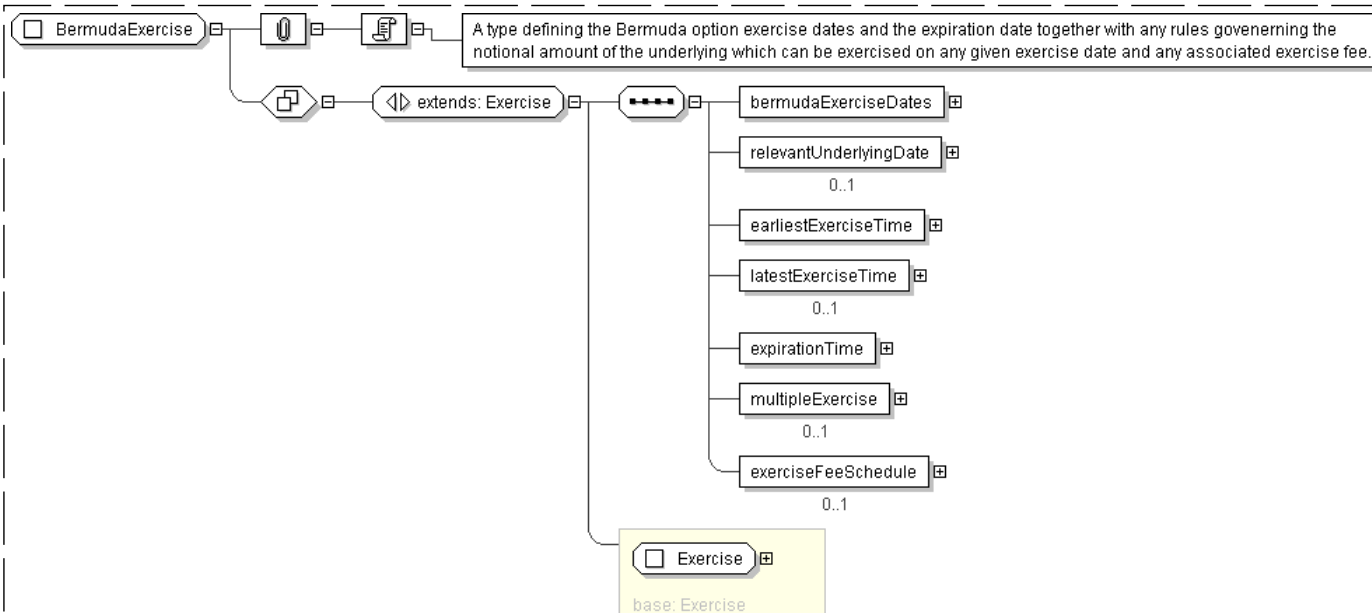 BermudaExercise
A type defining the Bermuda option exercise dates and the expiration date together with any rules govenerning the
notional amount of the underlying which can be exercised on any given exercise date and any associated exercise fee.
extends: Exercise
bermudaExerciseDates
relevantUnderlyingDate
0..1
earliestExerciseTime
latestExerciseTime
0..1
expirationTime
multipleExercise
0..1
exerciseFeeSchedule
0..1
Exercise
base: Exercise